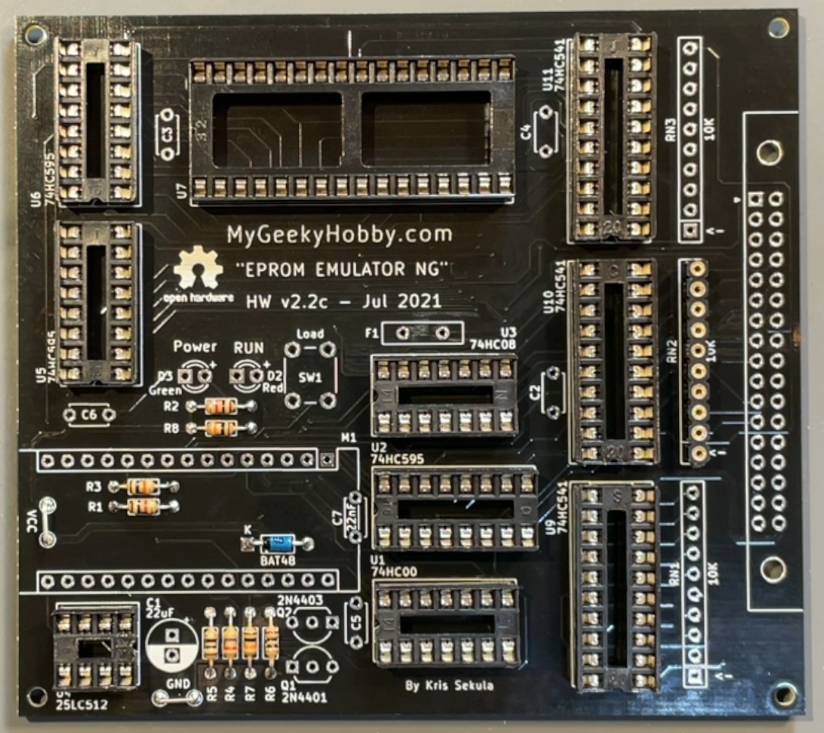 U6
74HC595
C3
32
U7
C4
U11
74HC541
20
RN3
10K
MyGeekyHobby.com
"EPROM EMULATOR NG"
open hardware
HW v2.2c - Jul 2021
U5
74HC595
Power
RUN
Load
D3
Green
D2
Red
SW1
F1
U3
74HC08
U10
74HC541
20
RN2
10K
C2
C6
R2
R8
M1
U2
74HC595
R3
R1
VCC
C7
22nF
K
BAT48
U9
74HC541
RN1
10K
U1
74HC00
C1
22uF
2N4403
Q2
C5
U4
25LC512
GND
R5
R4
R7
R6
Q1
2N4401
By Kris Sekula